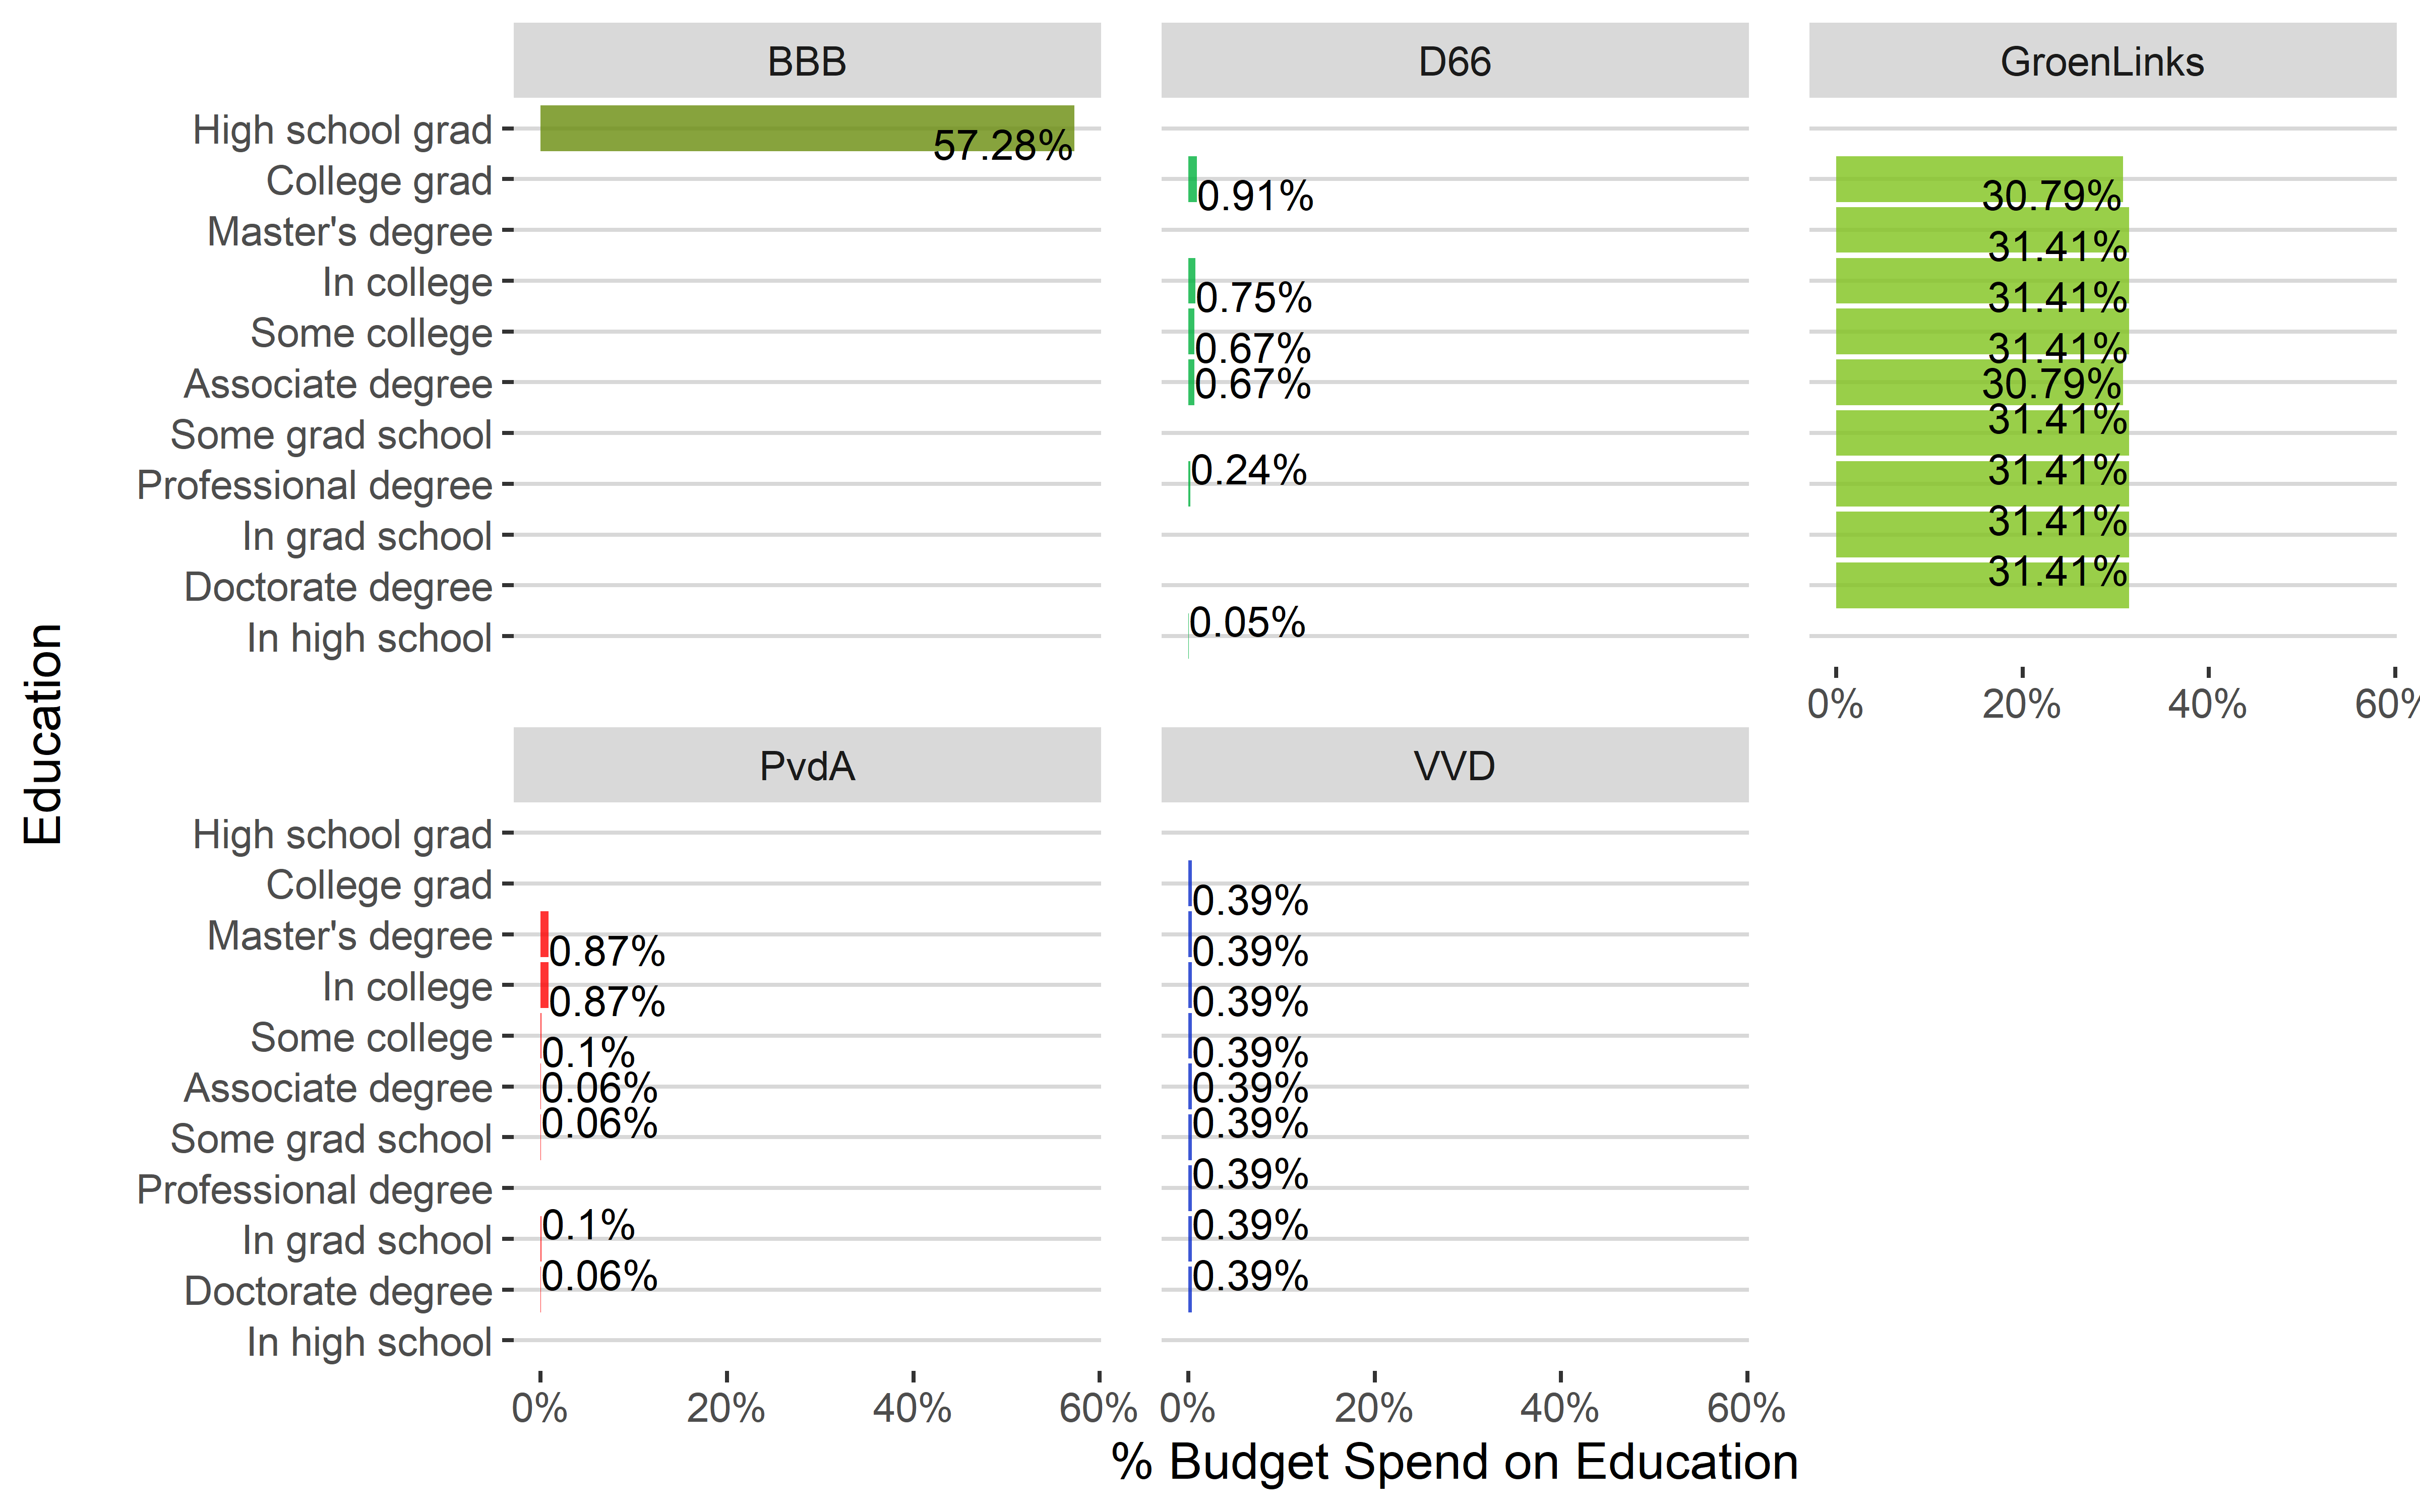 BBB
D66
GroenLinks
High school grad
College grad
Master's degree
In college
Some college
Associate degree
Some grad school
Professional degree
In grad school
Doctorate degree
In high school
57.28%
0.91%
0.75%
0.67%
0.67%
0.24%
0.05%
30.79%
31.41%
31.41%
31.41%
30.79%
31.41%
31.41%
31.41%
31.41%
0% 20% 40% 60%
Education
PvdA
VVD
High school grad
College grad
Master's degree
In college
Some college
Associate degree
Some grad school
Professional degree
In grad school
Doctorate degree
In high school
0.87%
0.87%
0.1%
0.06%
0.06%
0.1%
0.06%
0.39%
0.39%
0.39%
0.39%
0.39%
0.39%
0.39%
0.39%
0.39%
0% 20% 40% 60%
0% 20% 40% 60%
% Budget Spend on Education